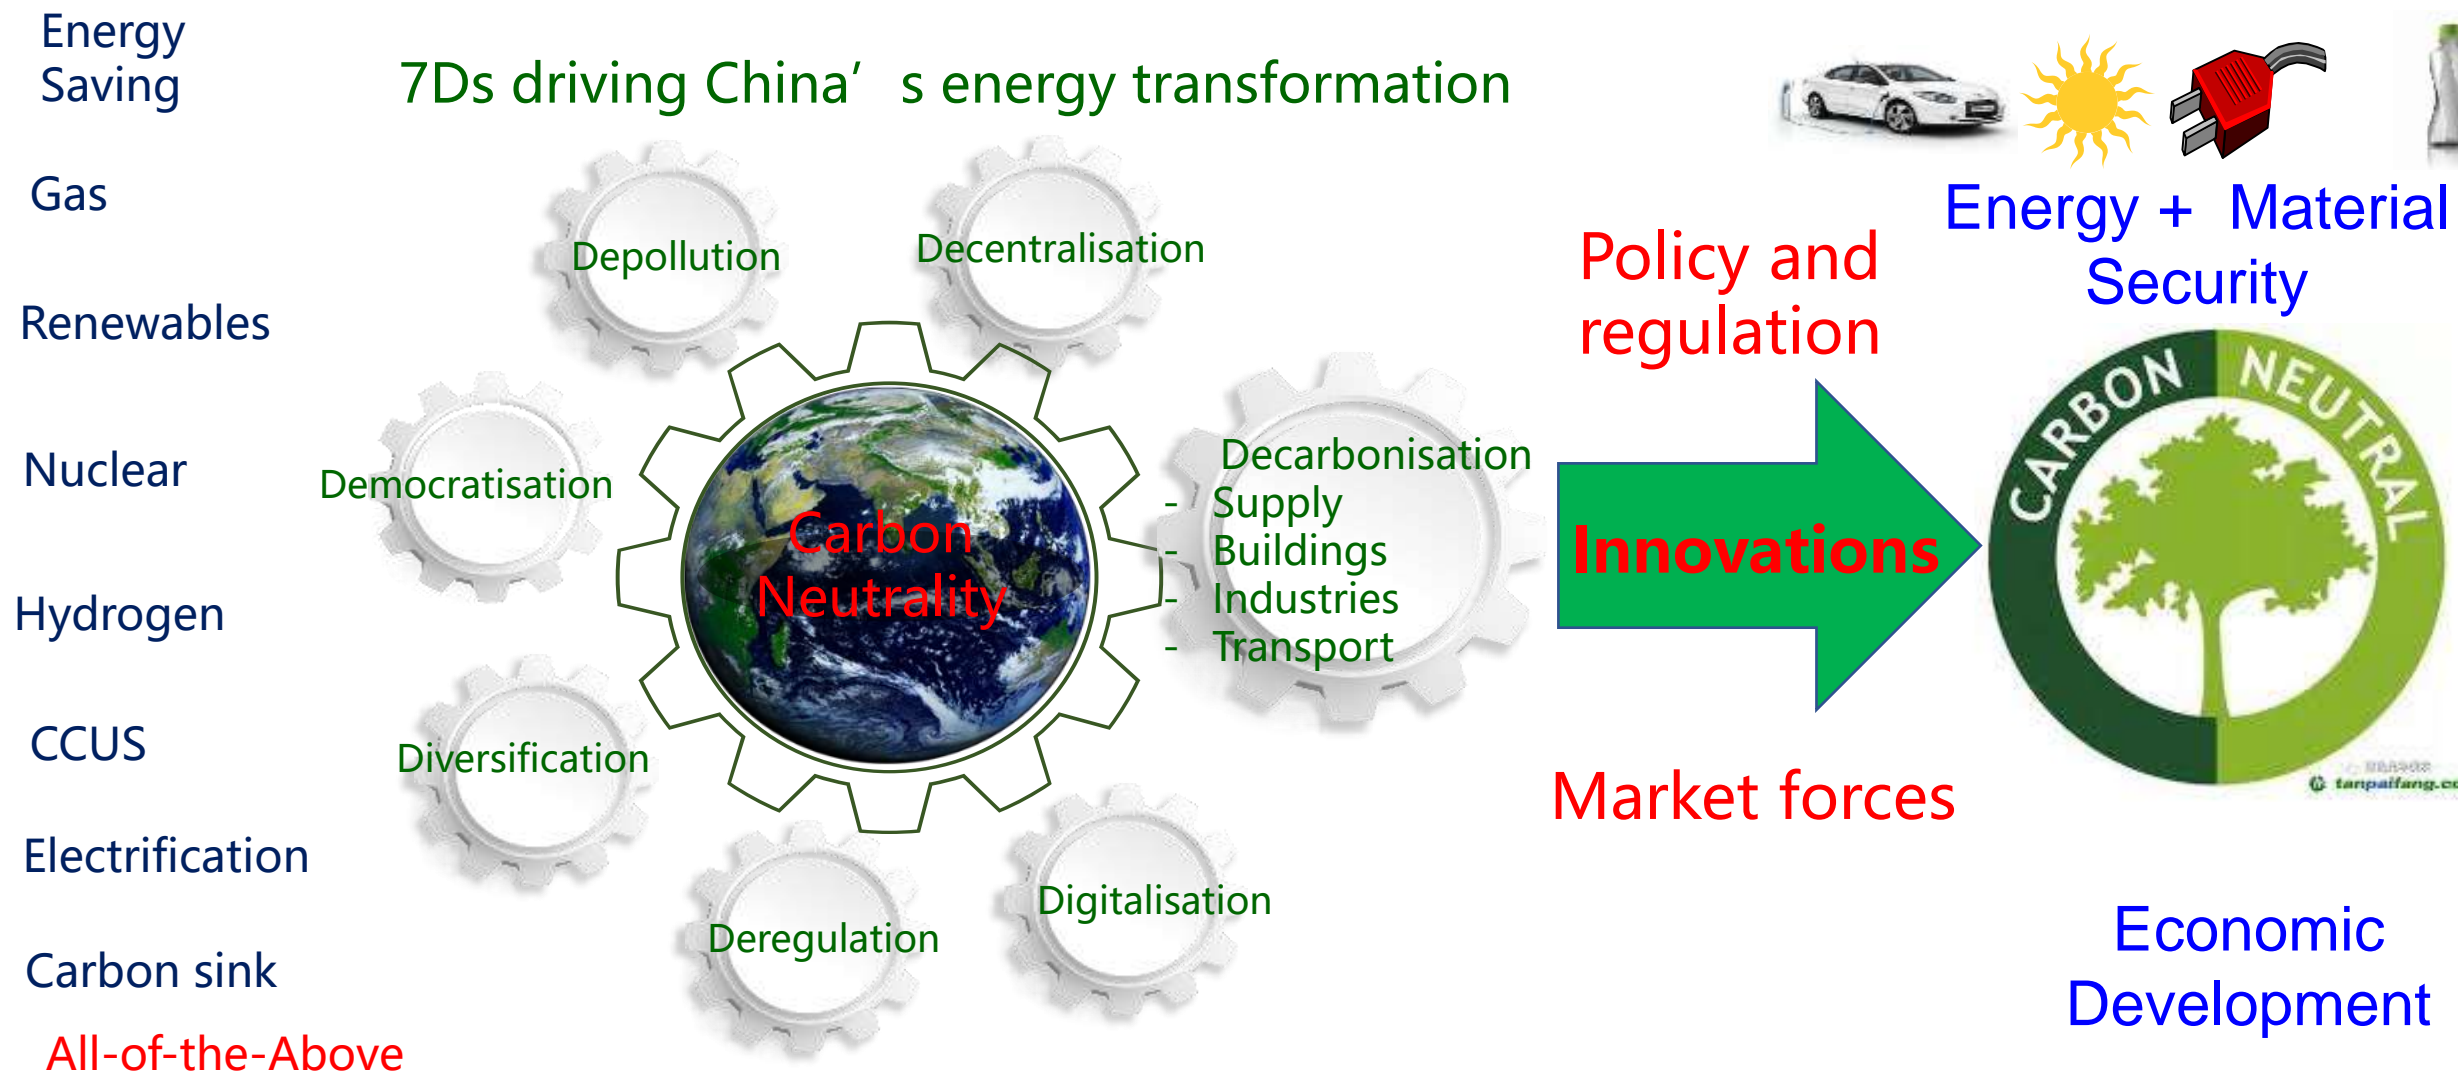 Energy
Saving
Gas
Renewables
Nuclear
Hydrogen
CCUS
Electrification
Carbon sink
All-of-the-Above
7Ds driving China’ s energy transformation
Depollution
Decentralisation
Democratisation
Carbon
Neutrality
Decarbonisation
- Supply
- Buildings
- Industries
- Transport
Diversification
Deregulation
Digitalisation
Policy and
regulation
Innovations
Market forces
Energy + Material
Security
CARBON NEUTRAL
Economic
Development